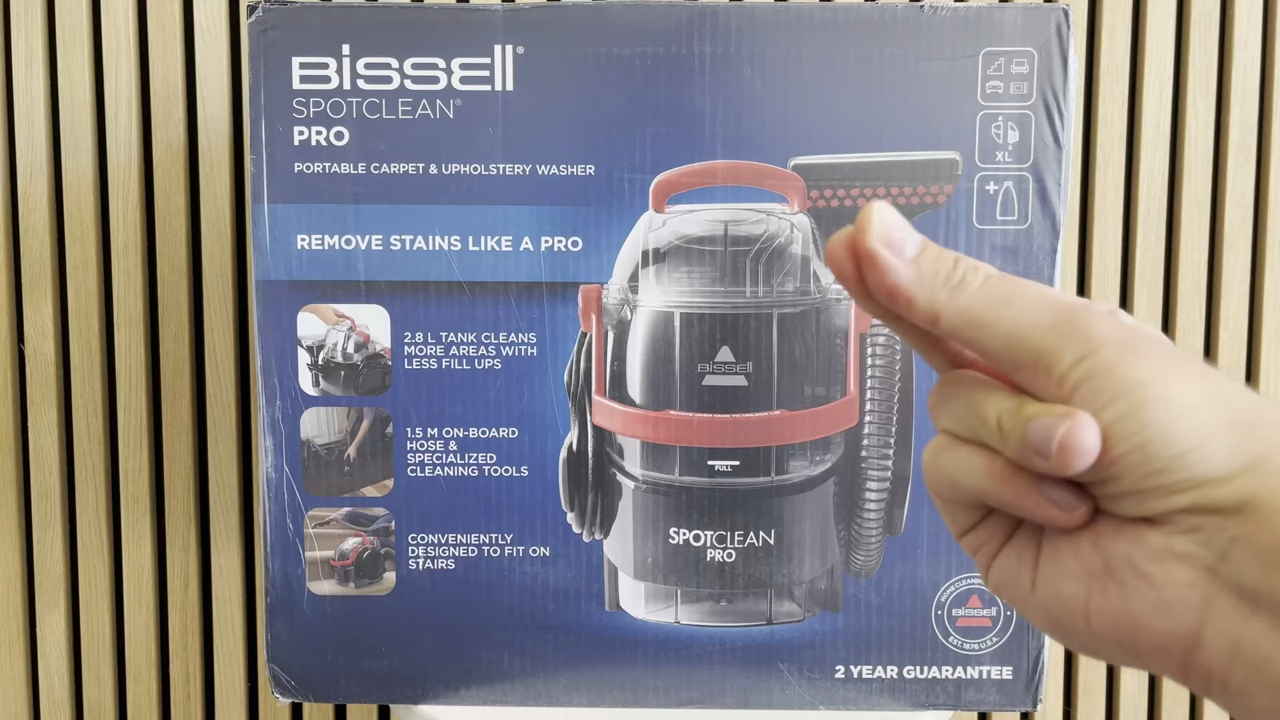 BISSELL®
SPOTCLEAN®
PRO
PORTABLE CARPET & UPHOLSTERY WASHER
REMOVE STAINS LIKE A PRO
2.8 L TANK CLEANS
MORE AREAS WITH
LESS FILL UPS
1.5 M ON-BOARD
HOSE &
SPECIALIZED
CLEANING TOOLS
CONVENIENTLY
DESIGNED TO FIT ON
STAIRS
XL
+
BISSELL
FULL
SPOTCLEAN
PRO
HOME CLEANING
BISSELL
EST. 1876 U.S.A.
2 YEAR GUARANTEE